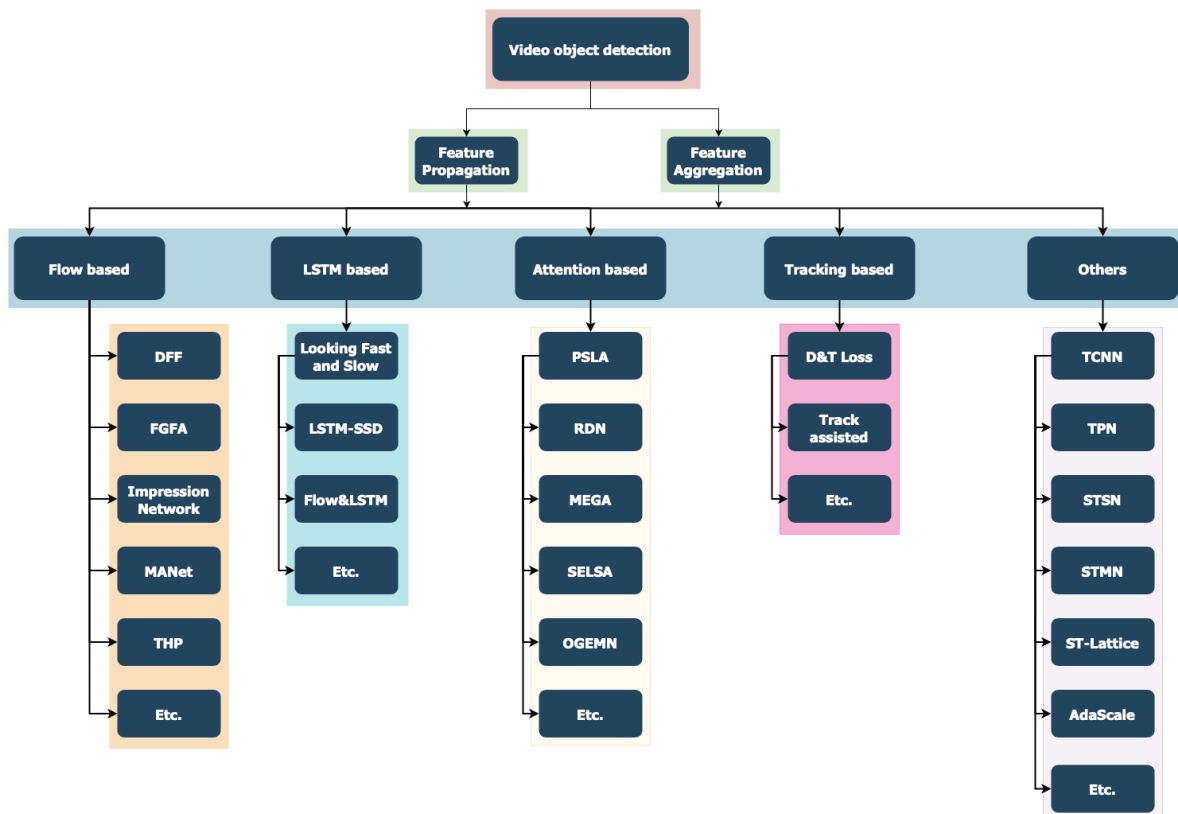 Video object detection
Feature
Propagation
Feature
Aggregation
Flow based
LSTM based
Attention based
Tracking based
Others
DFF
FGFA
Impression
Network
MANet
THP
Etc.
Looking Fast
and Slow
LSTM-SSD
Flow&LSTM
Etc.
PSLA
RDN
MEGA
SELSA
OGEMN
Etc.
D&T Loss
Track
assisted
Etc.
TCNN
TPN
STSN
STMN
ST-Lattice
AdaScale
Etc.